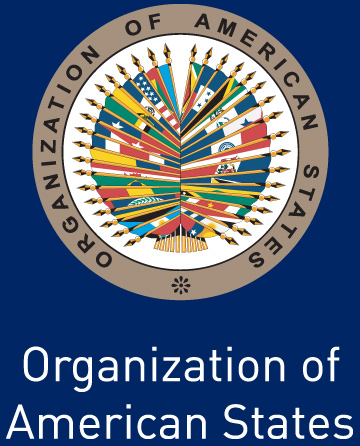 ORGANIZATION OF AMERICAN STATES
Organization of
American States